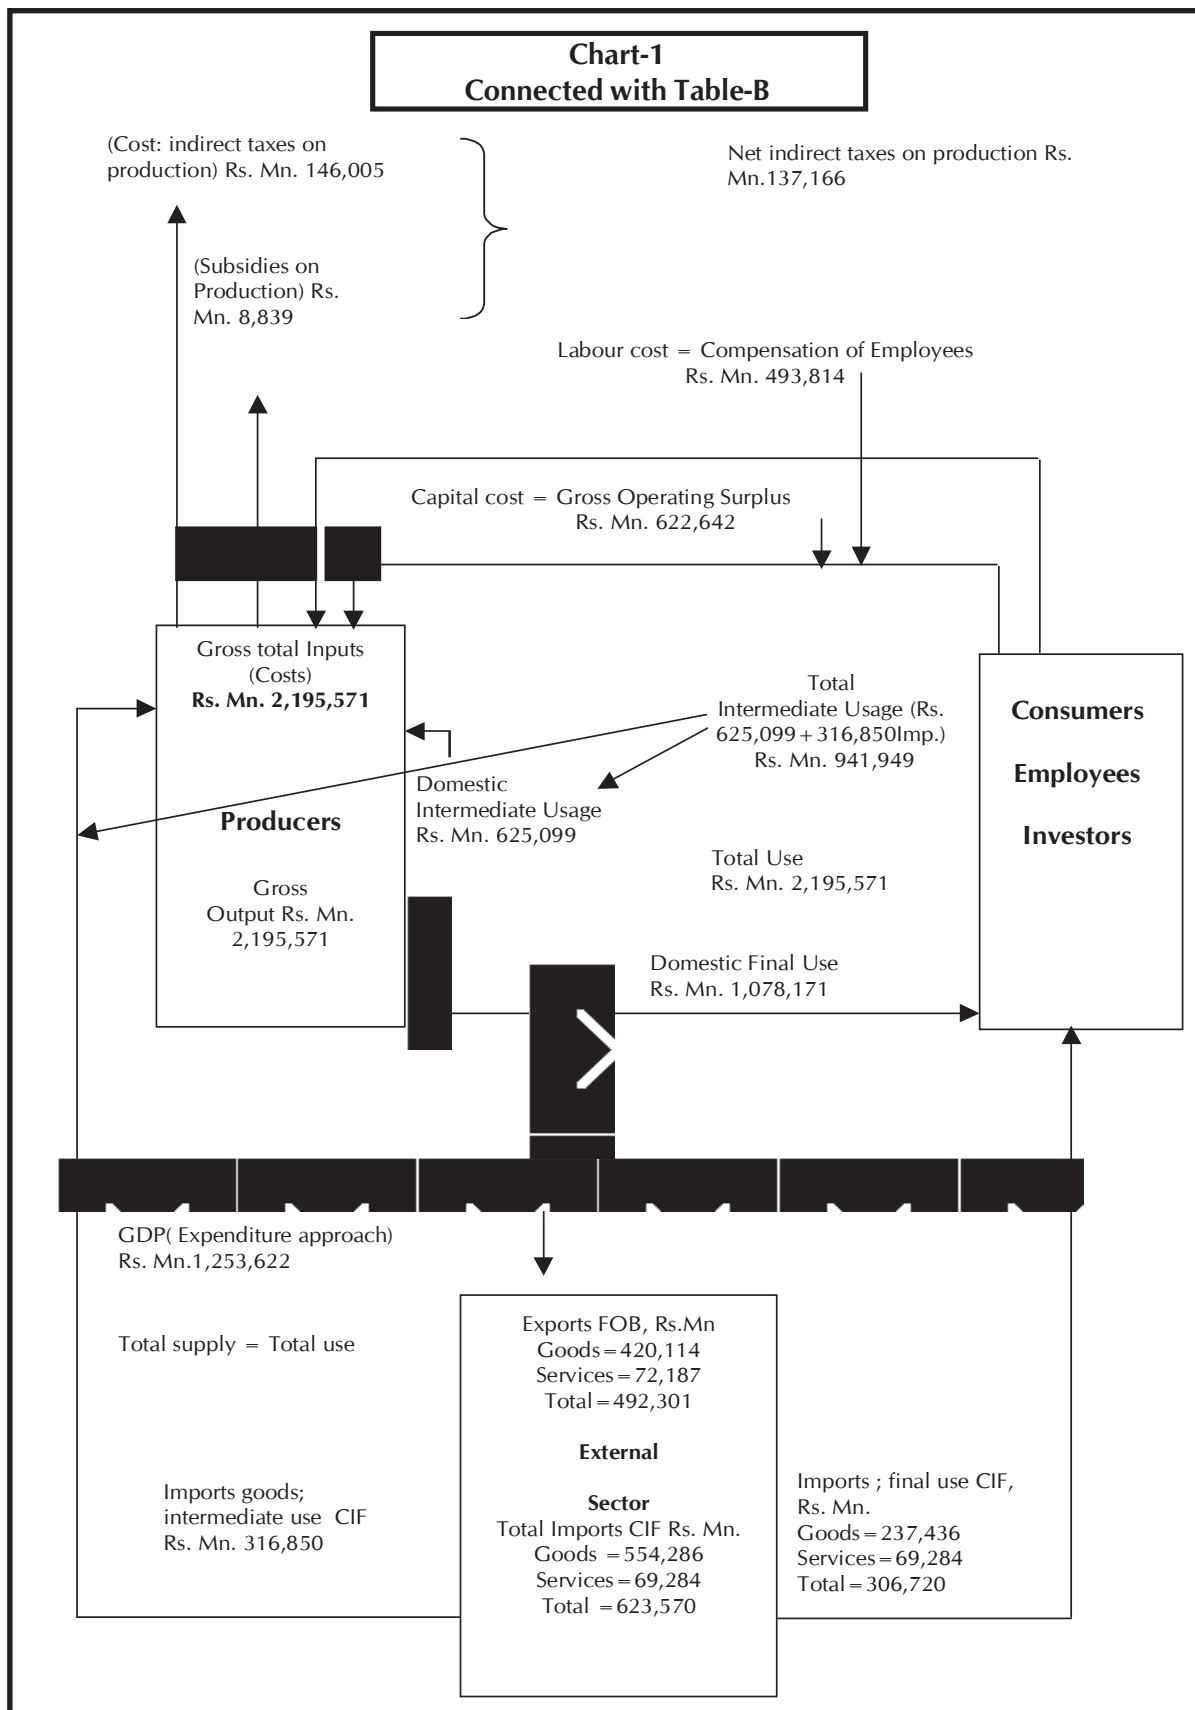 Chart-1
Connected with Table-B
(Cost: indirect taxes on
production) Rs. Mn. 146,005
Net indirect taxes on production Rs.
Mn.137,166
(Subsidies on
Production) Rs.
Mn. 8,839
Labour cost = Compensation of Employees
Rs. Mn. 493,814
Capital cost = Gross Operating Surplus
Rs. Mn. 622,642
Gross total Inputs
(Costs)
Rs. Mn. 2,195,571
Producers
Gross
Output Rs. Mn.
2,195,571
Total
Intermediate Usage (Rs.
625,099+316,850Imp.)
Rs. Mn. 941,949
Domestic
Intermediate Usage
Rs. Mn. 625,099
Consumers
Employees
Investors
Total Use
Rs. Mn. 2,195,571
Domestic Final Use
Rs. Mn. 1,078,171
GDP( Expenditure approach)
Rs. Mn.1,253,622
Total supply = Total use
Exports FOB, Rs.Mn
Goods=420,114
Services=72,187
Total=492,301
External
Sector
Total Imports CIF Rs. Mn.
Goods =554,286
Services=69,284
Total =623,570
Imports goods;
intermediate use CIF
Rs. Mn. 316,850
Imports ; final use CIF,
Rs. Mn.
Goods=237,436
Services=69,284
Total=306,720